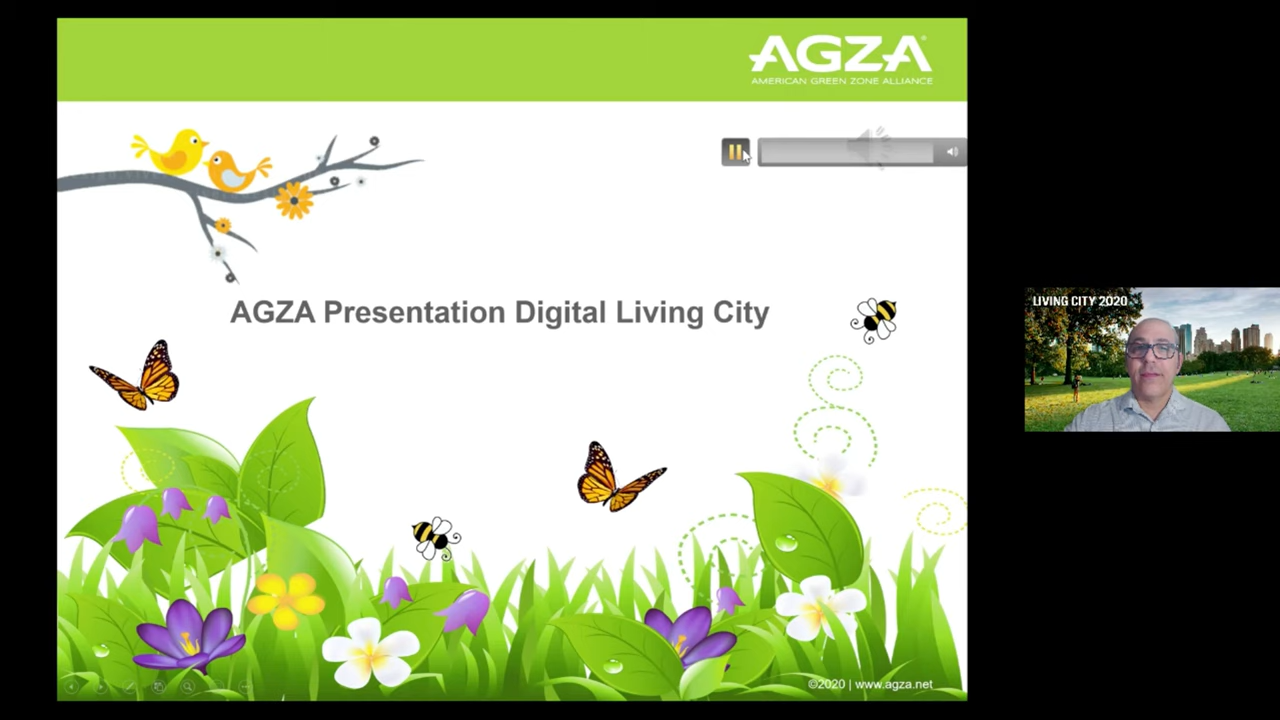 AGZA®
AMERICAN GREEN ZONE ALLIANCE
AGZA Presentation Digital Living City
LIVING CITY 2020
©2020 | www.agza.net